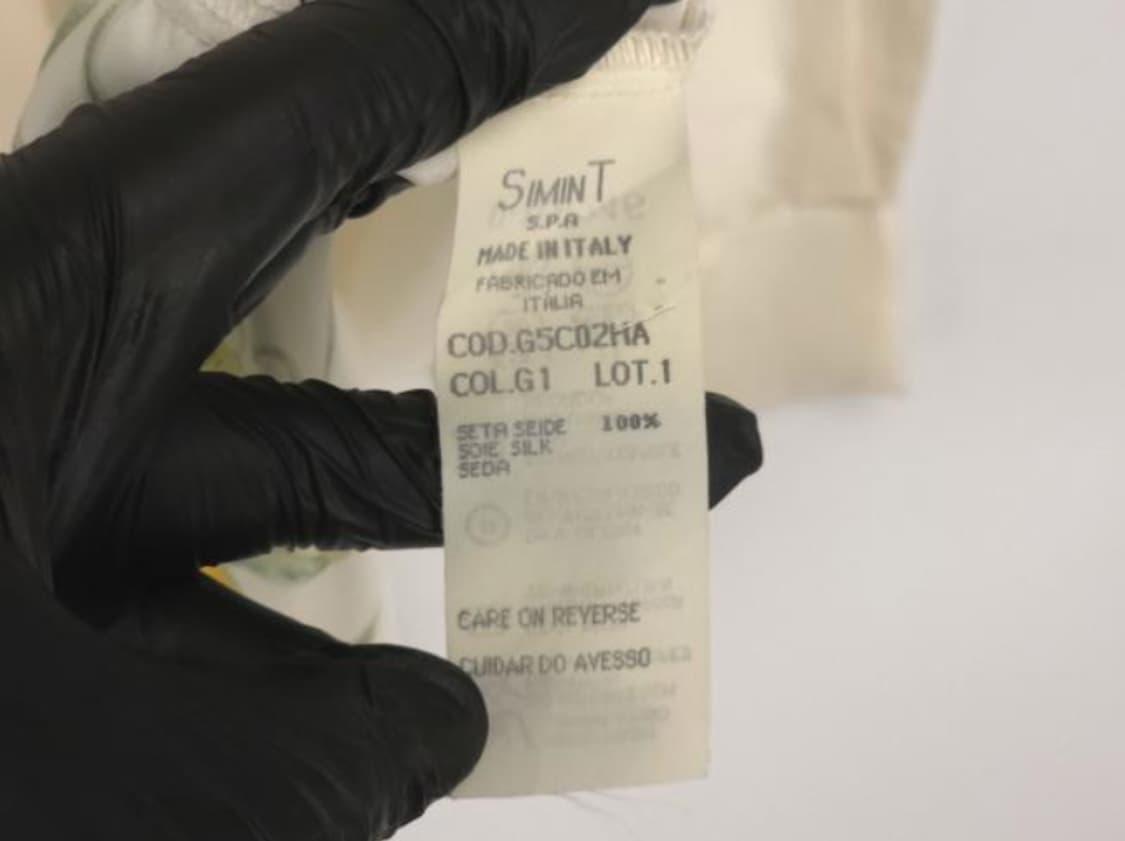 SIMINT
S.P.A
MADE IN ITALY
FABRICADO EM
ITÁLIA
COD.G5C02HA
COL.G1 LOT.1
SETA SEIDE 100%
SOIE SILK
SEDA
CARE ON REVERSE
CUIDAR DO AVESSO